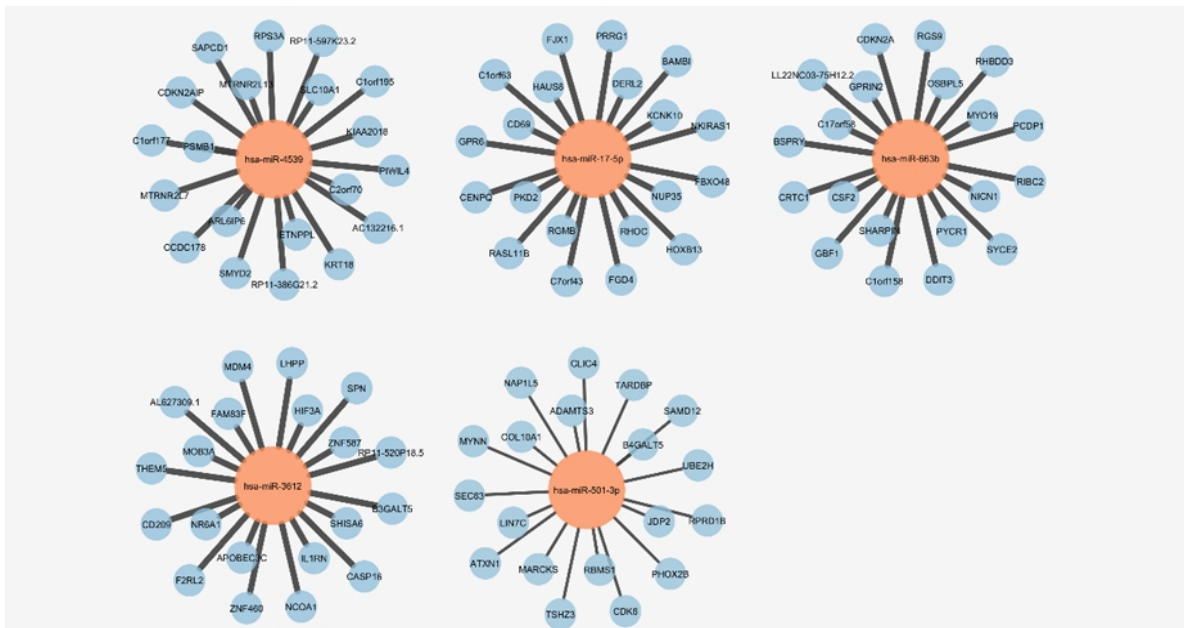 RPS3A
RP11-597K23.2
SAPCD1
MTRNR2L13
SLC10A1
C1orf195
CDKN2AIP
KIAA2018
C1orf177
PSMB1
hsa-miR-4539
PIWIL4
MTRNR2L7
C2orf70
ARL6IP6
AC132216.1
CCDC178
ETNPPL
SMYD2
KRT18
RP11-386G21.2
FJX1
PRRG1
C1orf63
BAMBI
HAUS8
DERL2
CD69
KCNK10
NKIRAS1
GPR6
hsa-miR-17-5p
FBXO48
CENPQ
PKD2
NUP35
RGMB
RHOC
HOXB13
RASL11B
C7orf43
FGD4
CDKN2A
RGS9
LL22NC03-75H12.2
RHBDD3
GPRIN2
OSBPL5
C17orf58
MYO19
PCDP1
BSPRY
hsa-miR-663b
RIBC2
CRTC1
CSF2
NICN1
SHARPIN
PYCR1
SYCE2
GBF1
C1orf158
DDIT3
MDM4
LHPP
AL627309.1
SPN
FAM83F
HIF3A
MOB3A
ZNF587
RP11-520P18.5
THEM5
hsa-miR-3612
B3GALT5
CD209
NR6A1
SHISA6
APOBEC3C
IL1RN
F2RL2
CASP16
ZNF460
NCOA1
CLIC4
NAP1L5
TARDBP
ADAMTS3
SAMD12
MYNN
COL10A1
B4GALT5
UBE2H
SEC63
hsa-miR-501-3p
LIN7C
JDP2
RPRD1B
ATXN1
MARCKS
RBMS1
PHOX2B
TSHZ3
CDK6